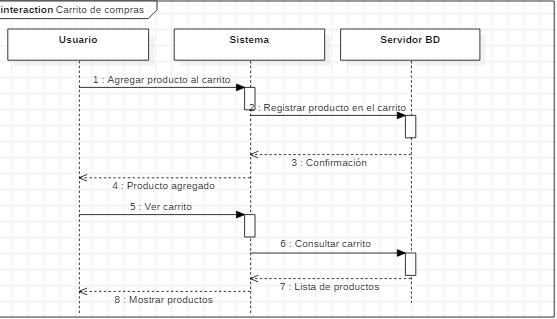 interaction Carrito de compras
Usuario
Sistema
Servidor BD
1 : Agregar producto al carrito
2 : Registrar producto en el carrito
3 : Confirmación
4 : Producto agregado
5 : Ver carrito
6 : Consultar carrito
7 : Lista de productos
8 : Mostrar productos